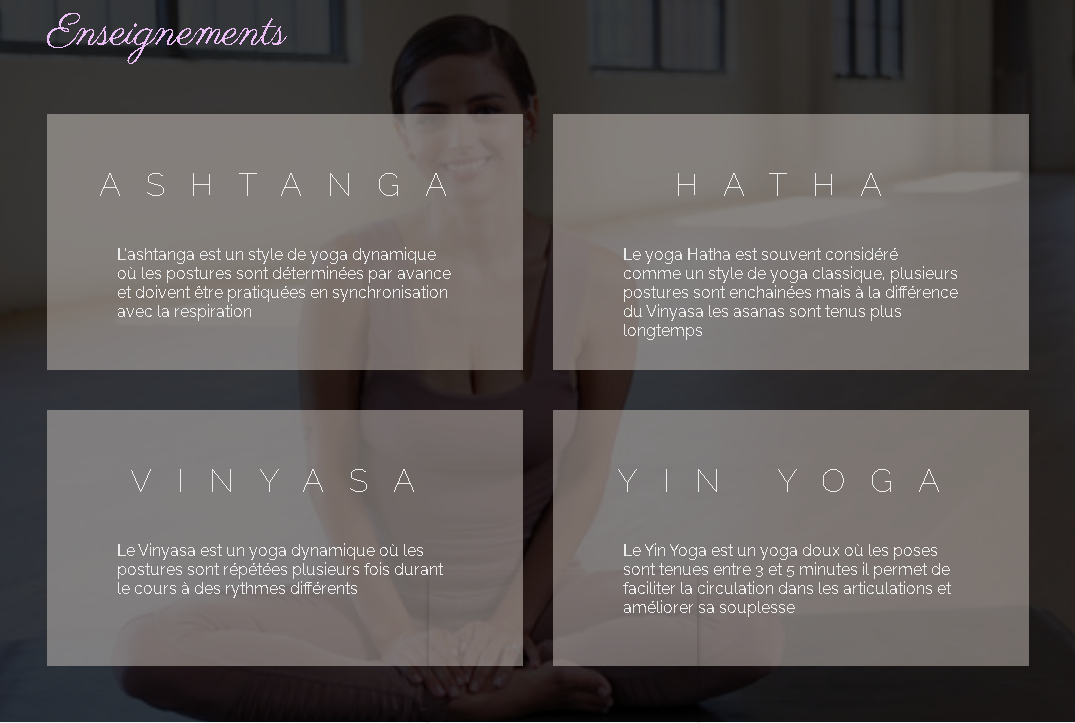 Enseignements
ASHTANGA
L'ashtanga est un style de yoga dynamique
où les postures sont déterminées par avance
et doivent être pratiquées en synchronisation
avec la respiration
HATHA
Le yoga Hatha est souvent considéré
comme un style de yoga classique, plusieurs
postures sont enchainées mais à la différence
du Vinyasa les asanas sont tenus plus
longtemps
VINYASA
Le Vinyasa est un yoga dynamique où les
postures sont répétées plusieurs fois durant
le cours à des rythmes différents
YIN YOGA
Le Yin Yoga est un yoga doux où les poses
sont tenues entre 3 et 5 minutes il permet de
faciliter la circulation dans les articulations et
améliorer sa souplesse